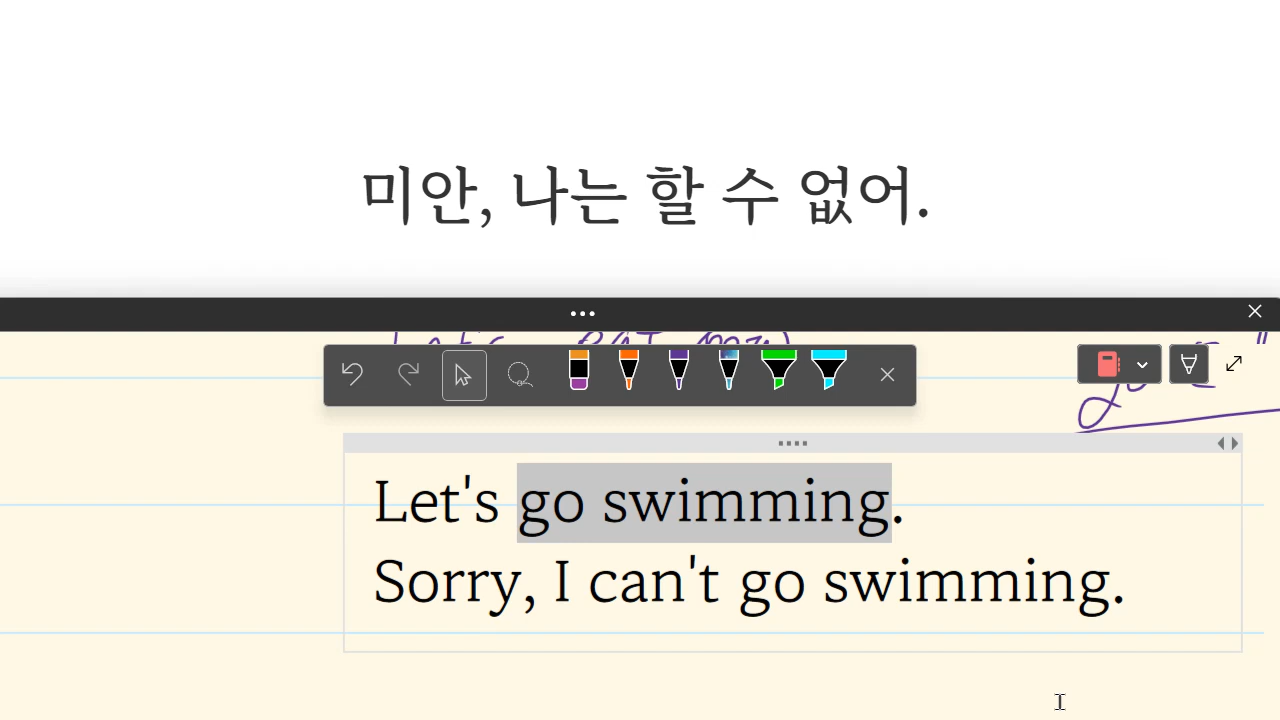 미안, 나는 할 수 없어.
Let's go swimming.
Sorry, I can't go swimming.